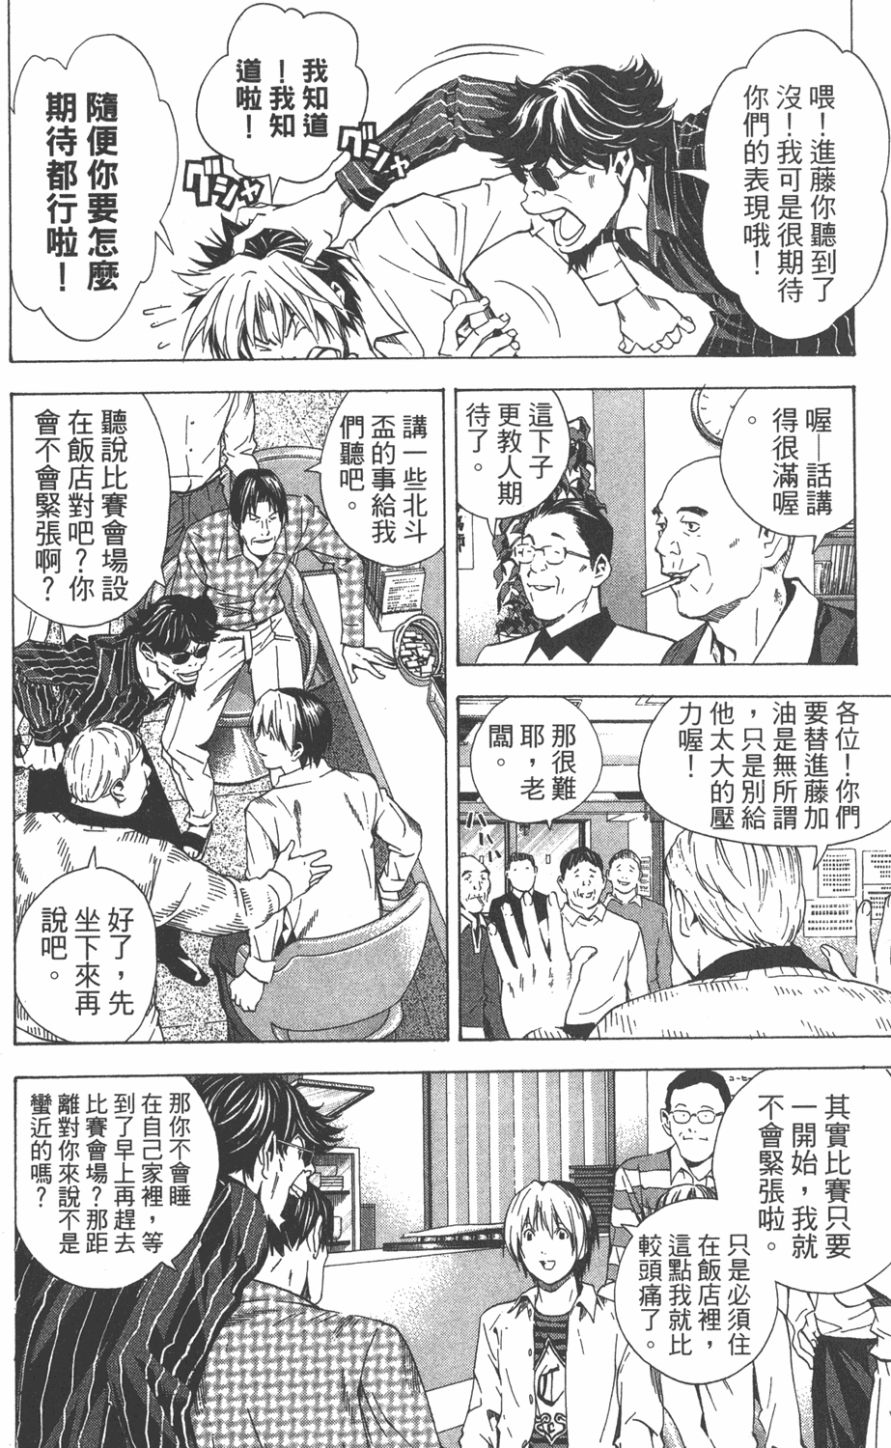 喂！進藤你聽到了
沒！我可是很期待
你們的表現哦！
グシャ
グシャ
我知道
！我知
道啦！
隨便你要怎麼
期待都行啦！
喔—話講
得很滿喔
。
這下子
更教人期
待了。
各位！你們
要替進藤加
油是無所謂
，只是別給
他太大的壓
力喔！
那很難
耶，老
闆。
ハハハ
講一些北斗
盃的事給我
們聽吧。
聽說比賽會場設
在飯店對吧？你
會不會緊張啊？
好了，先
坐下來再
說吧。
其實比賽只要
一開始，我就
不會緊張啦。
只是必須住
在飯店裡，
這點我就比
較頭痛了。
那你不會睡
在自己家裡，等
到了早上再趕去
比賽會場？那距
離對你來說不是
蠻近的嗎？